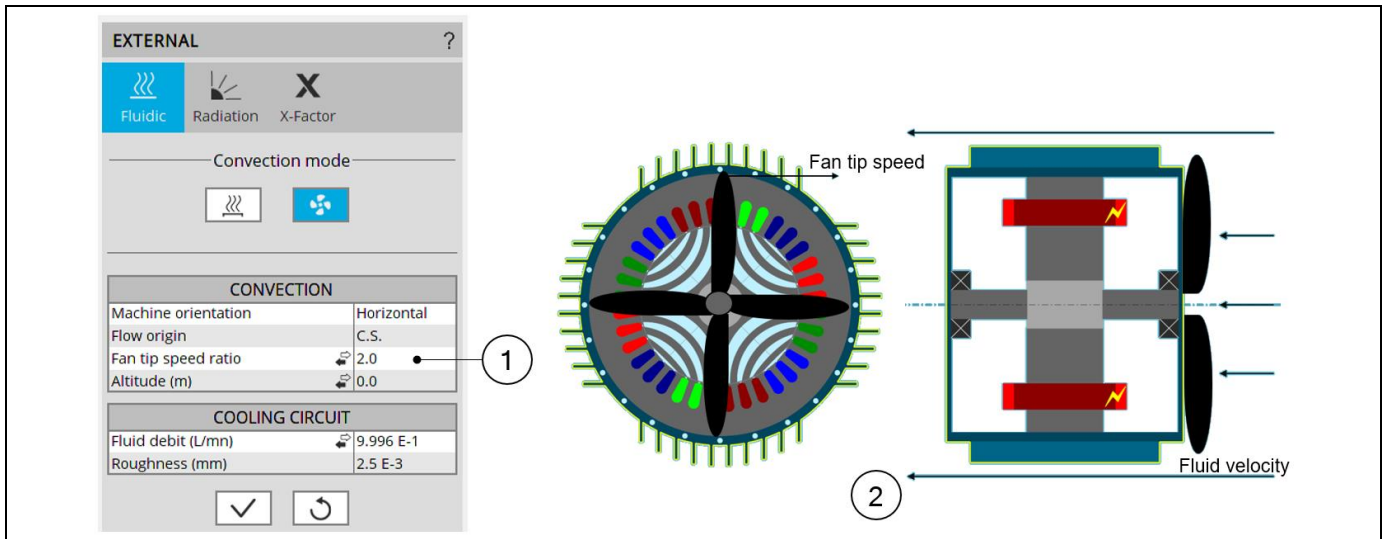 EXTERNAL ?
Fluidic Radiation X-Factor
Convection mode
CONVECTION
Machine orientation Horizontal
Flow origin C.S.
Fan tip speed ratio 2.0
Altitude (m) 0.0
COOLING CIRCUIT
Fluid debit (L/mn) 9.996 E-1
Roughness (mm) 2.5 E-3
1
Fan tip speed
Fluid velocity
2